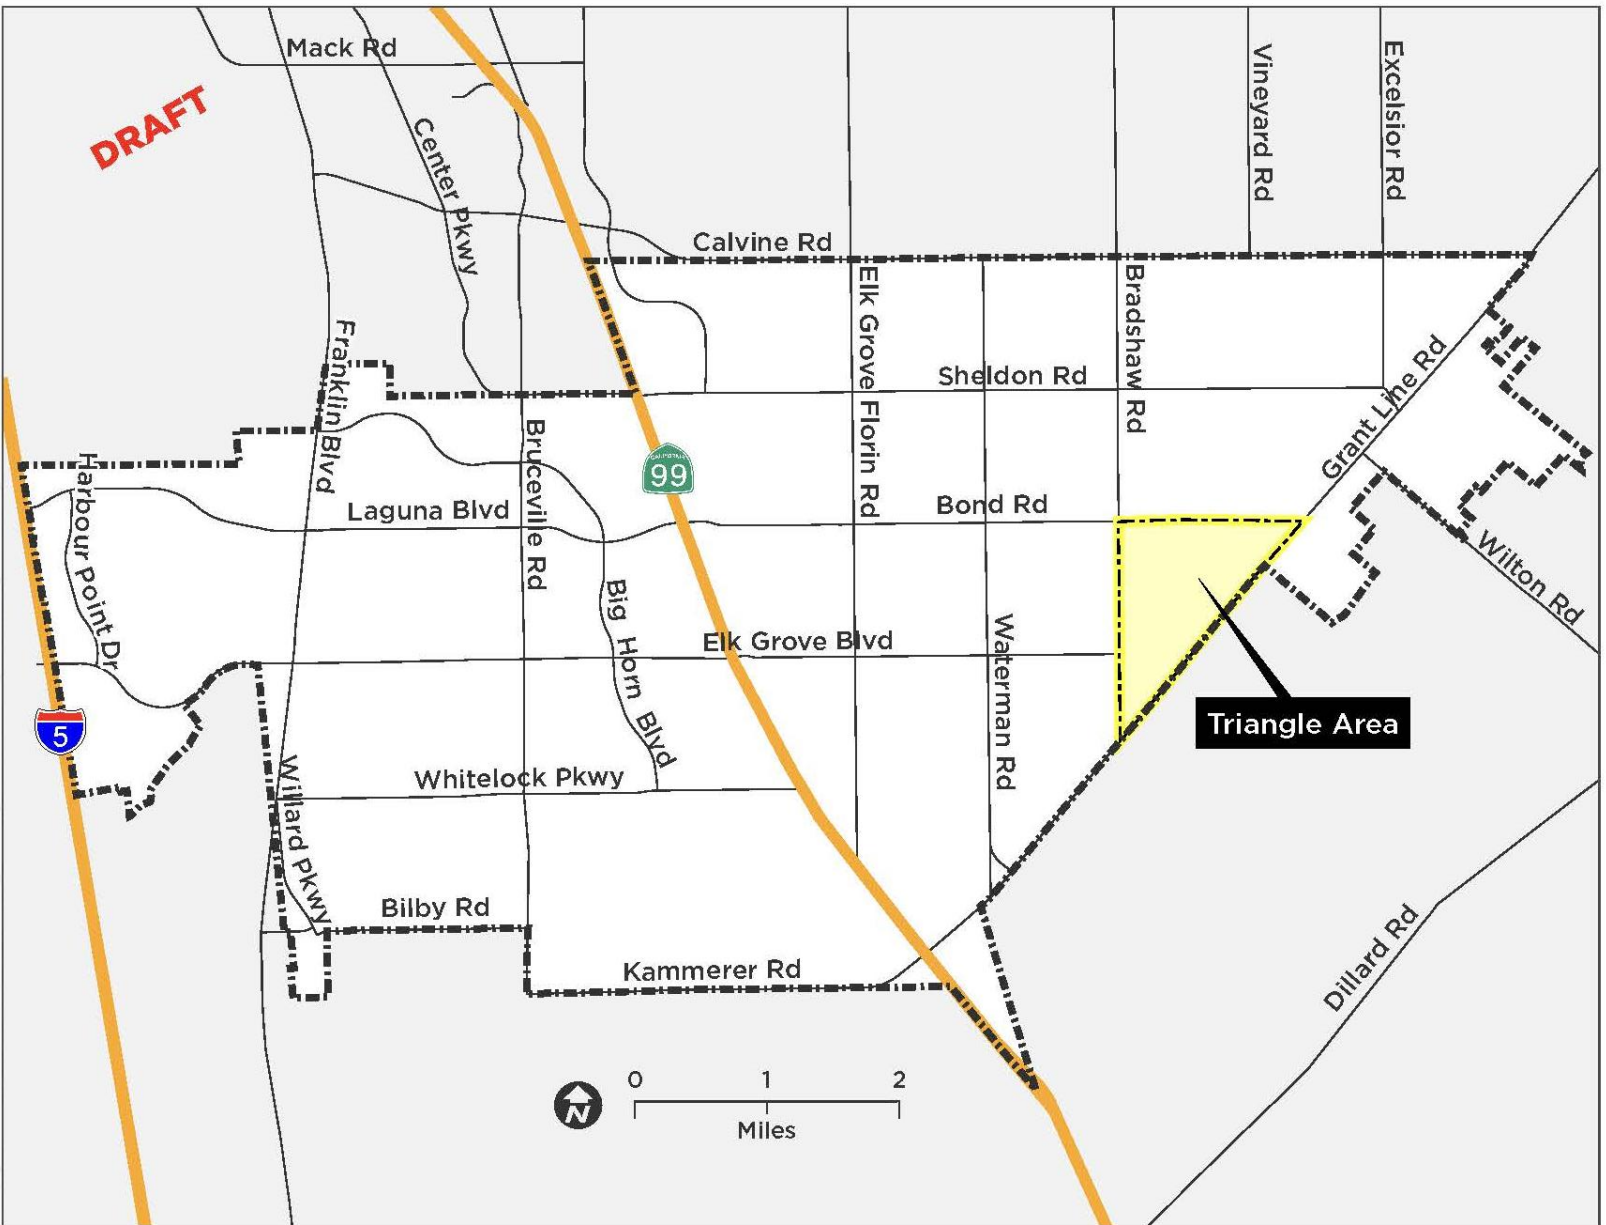 Mack Rd
DRAFT
Center Pkwy
Vineyard Rd
Excelsior Rd
Calvine Rd
Elk Grove Florin Rd
Bradshaw Rd
Franklin Blvd
Sheldon Rd
Grant Line Rd
Harbour Point Dr
Bruceville Rd
CALIFORNIA
99
Laguna Blvd
Bond Rd
Wilton Rd
Big Horn Blvd
Elk Grove Blvd
Waterman Rd
5
Triangle Area
Willard Pkwy
Whitelock Pkwy
Bilby Rd
Kammerer Rd
Dillard Rd
N
0 1 2
Miles